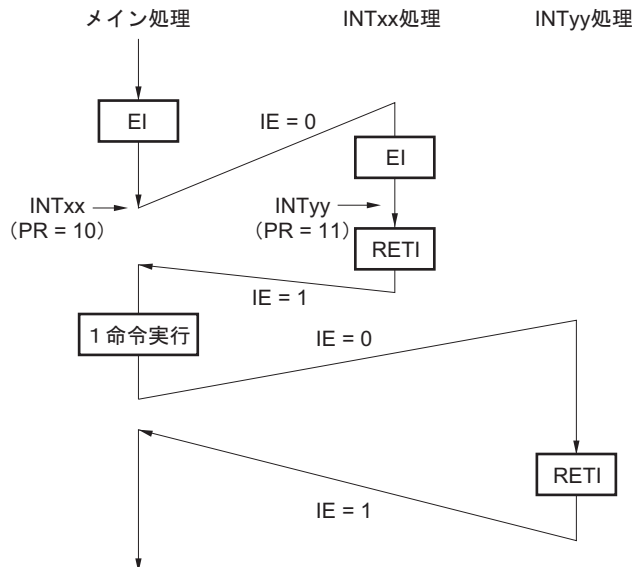 メイン処理 INTxx処理 INTyy処理
EI
IE = 0
EI
INTxx
(PR = 10)
INTyy
(PR = 11)
RETI
IE = 1
1命令実行
IE = 0
RETI
IE = 1